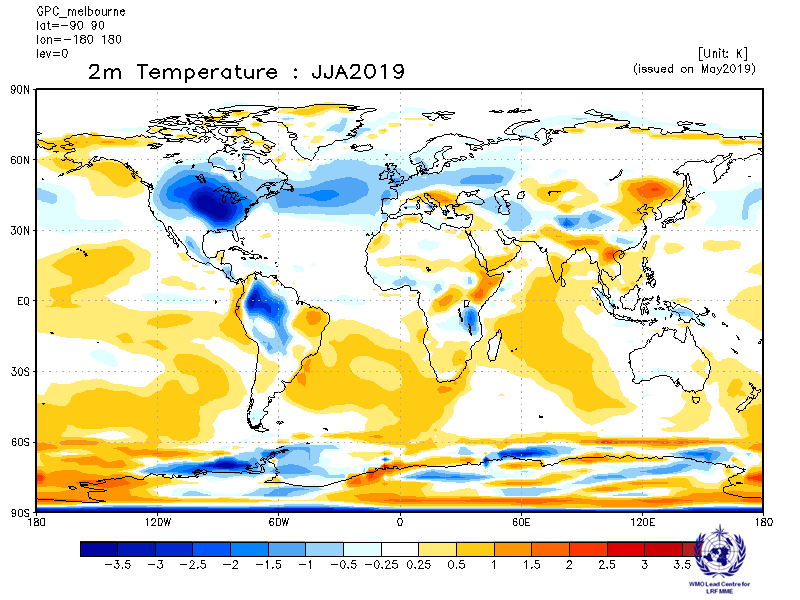 GPC_melbourne
lat=-90 90
lon=-180 180
lev=0
[Unit: K]
2m Temperature : JJA2019
(issued on May2019)
90N
60N
30N
EQ
30S
60S
90S
180 120W 60W 0 60E 120E 180
-3.5 -3 -2.5 -2 -1.5 -1 -0.5 -0.25 0.25 0.5 1 1.5 2 2.5 3 3.5
WMO Lead Centre for
LRF MME